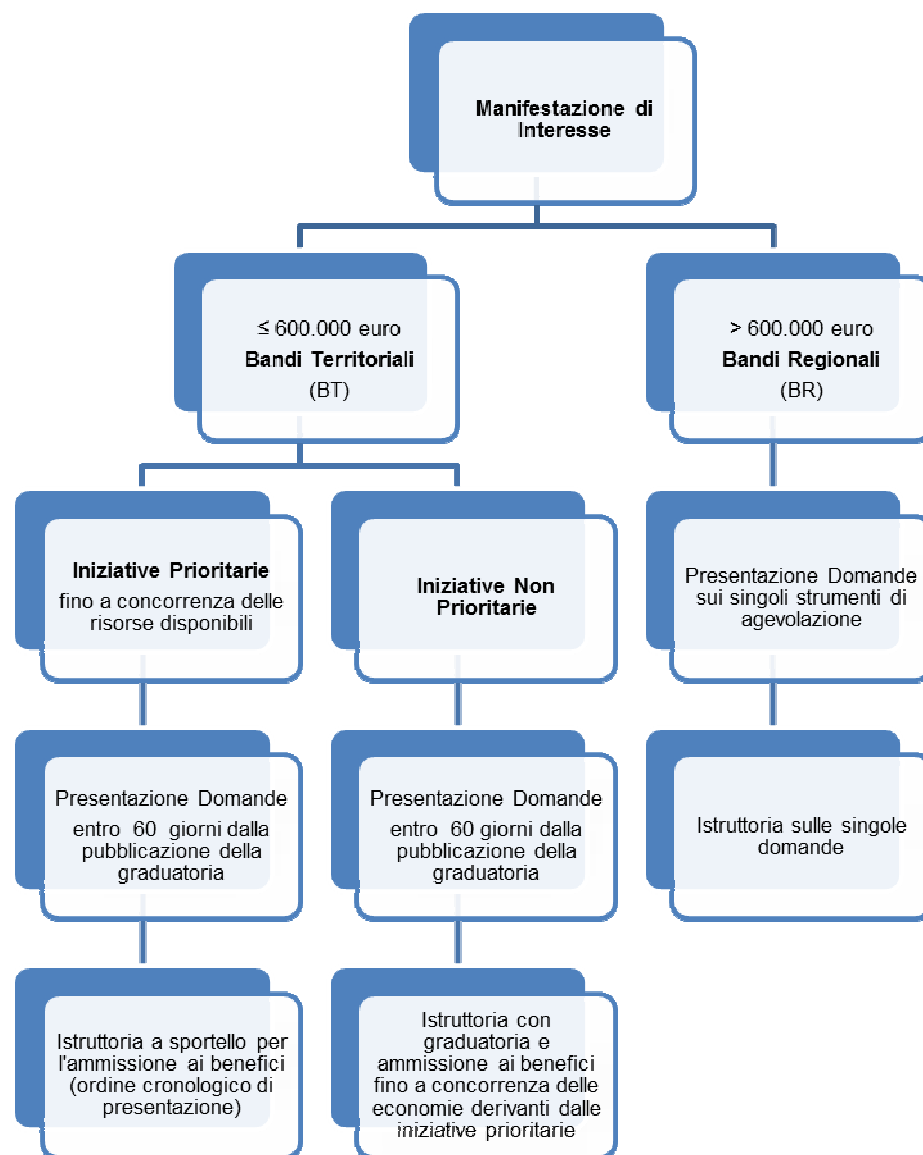 Manifestazione di
Interesse
≤ 600.000 euro
Bandi Territoriali
(BT)
> 600.000 euro
Bandi Regionali
(BR)
Iniziative Prioritarie
fino a concorrenza delle
risorse disponibili
Iniziative Non
Prioritarie
Presentazione Domande
sui singoli strumenti di
agevolazione
Presentazione Domande
entro 60 giorni dalla
pubblicazione della
graduatoria
Presentazione Domande
entro 60 giorni dalla
pubblicazione della
graduatoria
Istruttoria sulle singole
domande
Istruttoria a sportello per
l'ammissione ai benefici
(ordine cronologico di
presentazione)
Istruttoria con
graduatoria e
ammissione ai benefici
fino a concorrenza delle
economie derivanti dalle
iniziative prioritarie